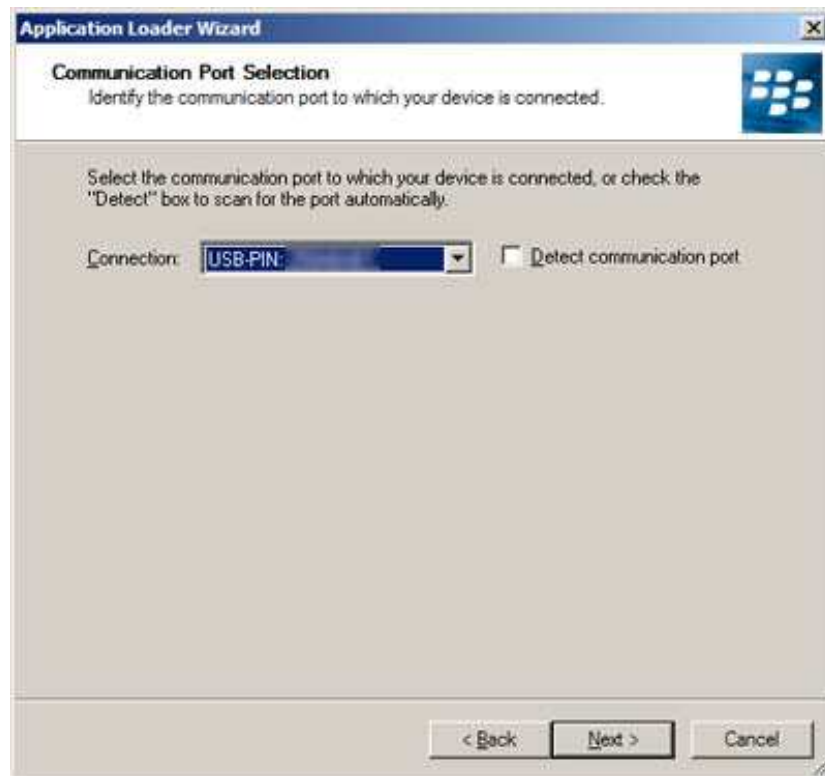 Application Loader Wizard
Communication Port Selection
Identify the communication port to which your device is connected.
Select the communication port to which your device is connected, or check the
"Detect" box to scan for the port automatically.
Connection: USB-PIN: Detect communication port
< Back Next > Cancel